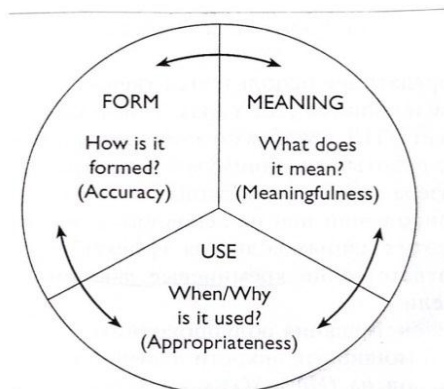 FORM
How is it
formed?
(Accuracy)
MEANING
What does
it mean?
(Meaningfulness)
USE
When/Why
is it used?
(Appropriateness)